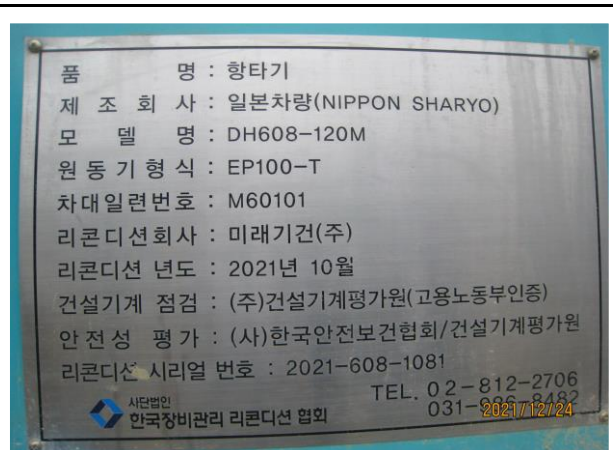 품 명 : 항타기
제 조 회 사 : 일본차량(NIPPON SHARYO)
모 델 명 : DH608-120M
원 동 기 형 식 : EP100-T
차대일련번호 : M60101
리콘디션회사 : 미래기건(주)
리콘디션 년도 : 2021년 10월
건설기계 점검 : (주)건설기계평가원(고용노동부인증)
안전성 평가 : (사)한국안전보건협회/건설기계평가원
리콘디션 시리얼 번호 : 2021-608-1081
TEL. 02-812-2706
사단법인
한국장비관리 리콘디션 협회
2021/12/24